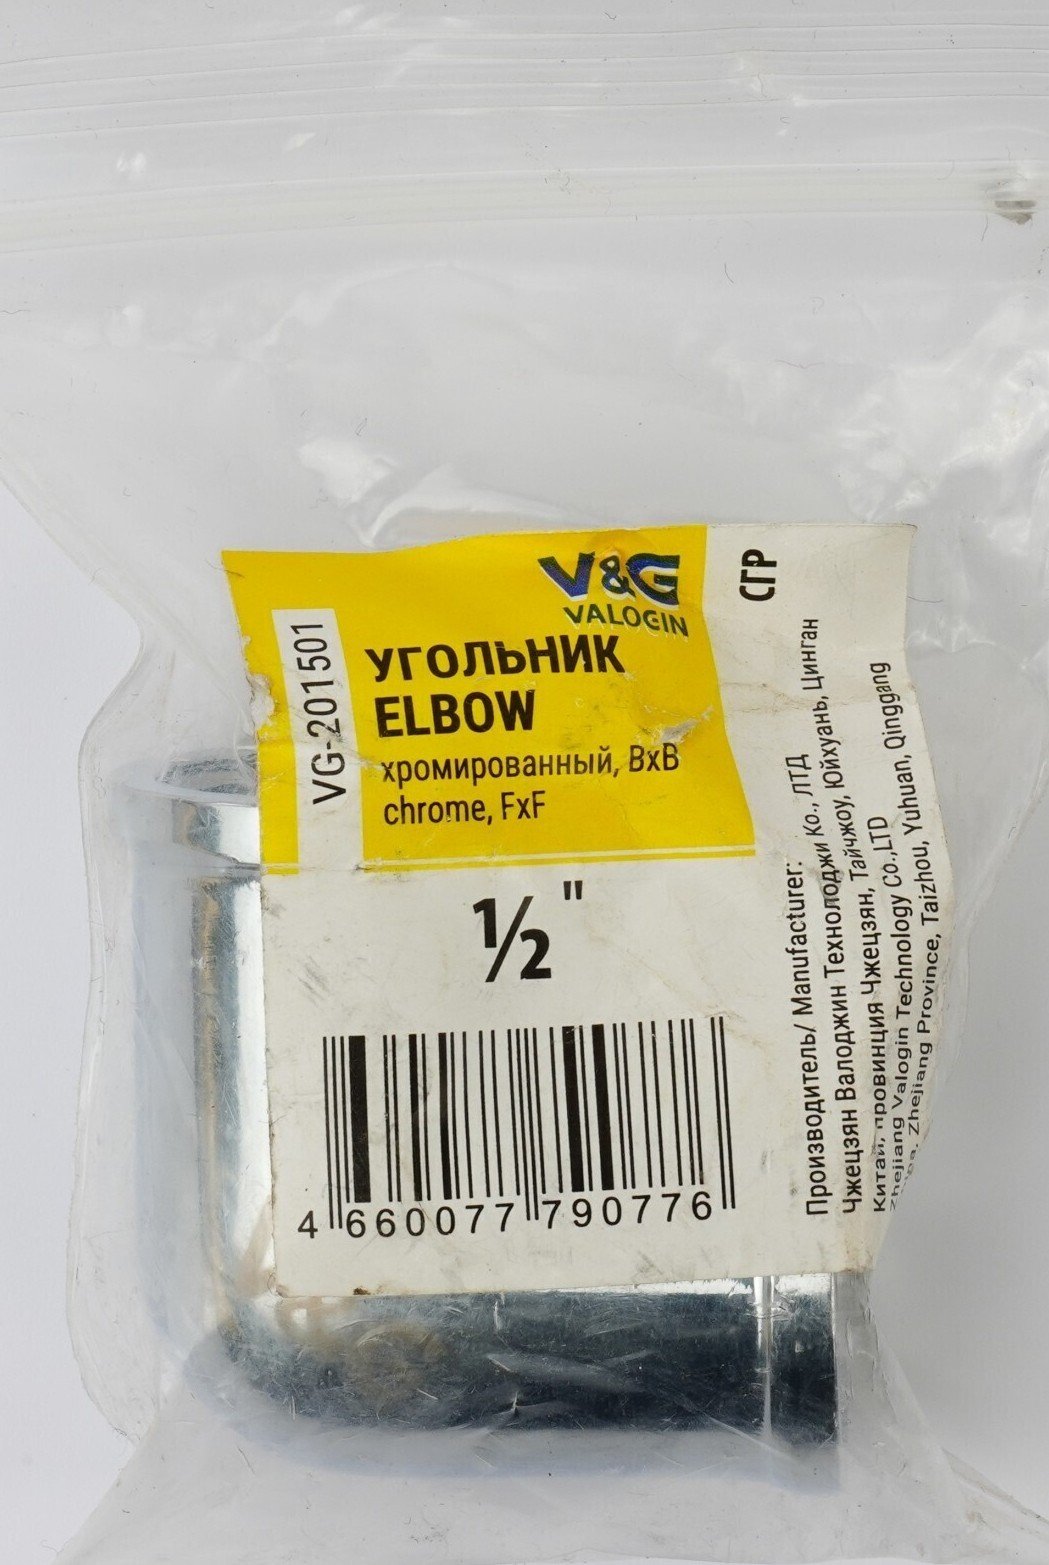 V&G
VALOGIN
УГОЛЬНИК
ELBOW
хромированный, ВхВ
chrome, FxF
VG-201501
½"
4 660077 790776
СГР
Производитель/ Manufacturer:
Чжецзян Валоджин Технолоджи Ко., ЛТД
Китай, провинция Чжецзян, Тайчжоу, Юйхуань, Цинган
Zhejiang Valogin Technology Co.,LTD
Zhejiang Province, Taizhou, Yuhuan, Qinggang